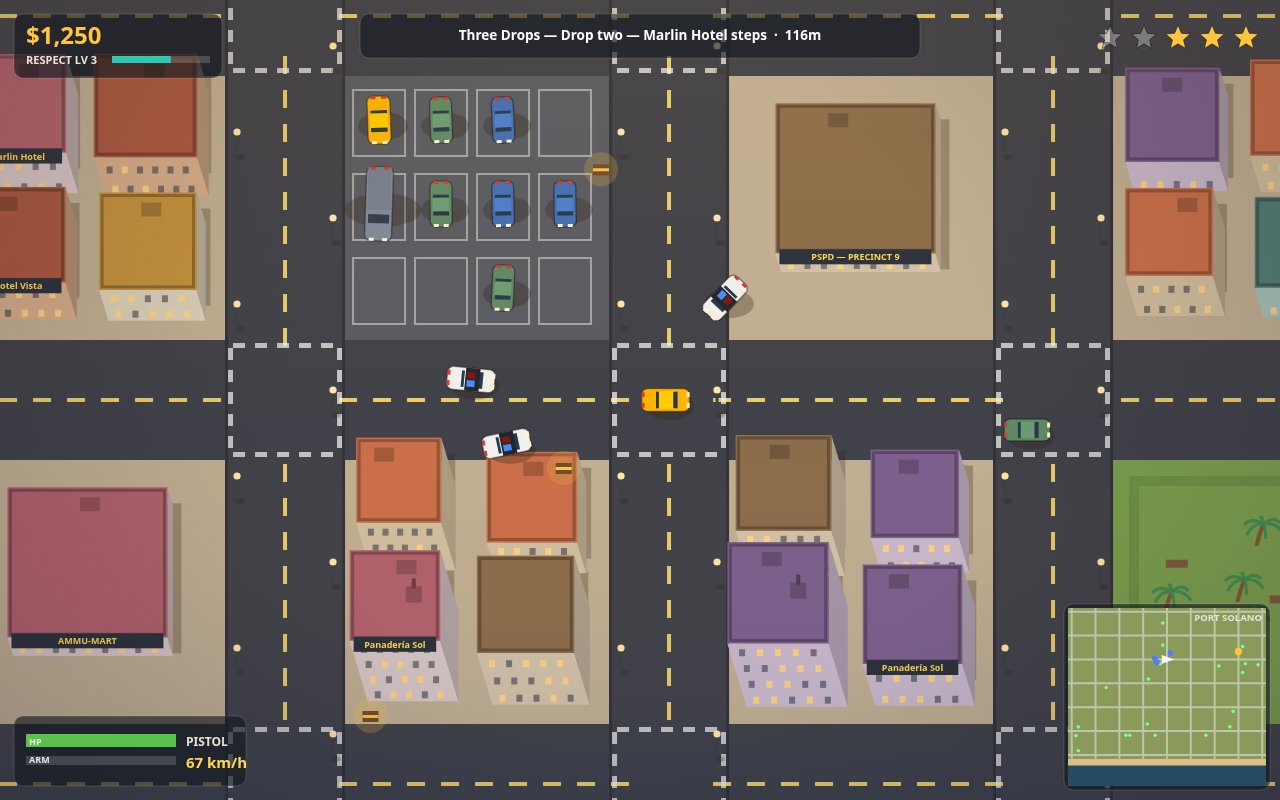 $1,250
RESPECT LV 3
Three Drops — Drop two — Marlin Hotel steps · 116m
arlin Hotel
PSPD — PRECINCT 9
otel Vista
AMMU-MART
Panadería Sol
Panadería Sol
PORT SOLANO
HP
PISTOL
ARM
67 km/h